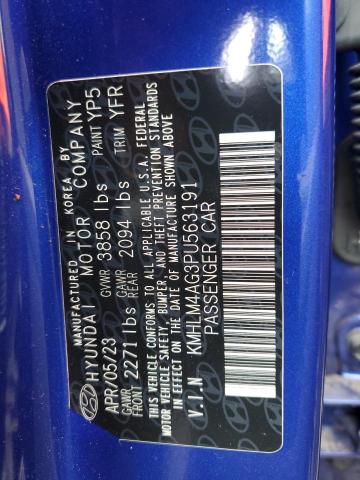 MANUFACTURED IN KOREA BY
HYUNDAI MOTOR COMPANY
APR/05/23 GVWR 3858 lbs PAINT YP5
GAWR FRONT 2271 lbs GAWR REAR 2094 lbs TRIM YFR
THIS VEHICLE CONFORMS TO ALL APPLICABLE U.S.A. FEDERAL
MOTOR VEHICLE SAFETY, BUMPER, AND THEFT PREVENTION STANDARDS
IN EFFECT ON THE DATE OF MANUFACTURE SHOWN ABOVE
V.I.N KMHLM4AG3PU563191
PASSENGER CAR